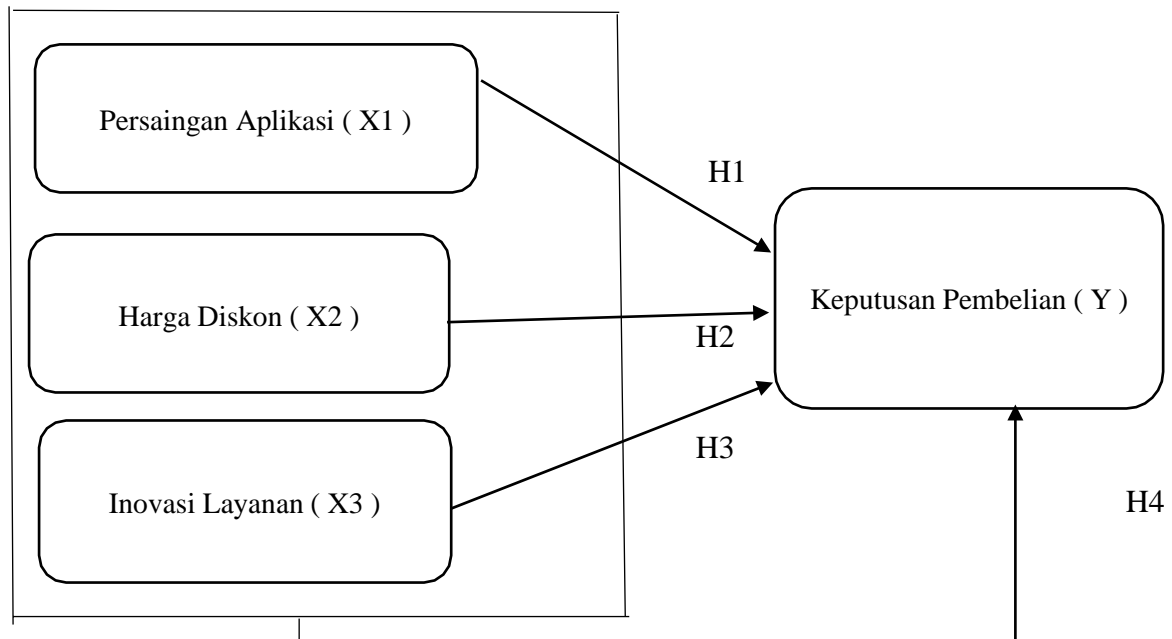 Persaingan Aplikasi ( X1 )
H1
Keputusan Pembelian ( Y )
Harga Diskon ( X2 )
H2
H3
Inovasi Layanan ( X3 )
H4